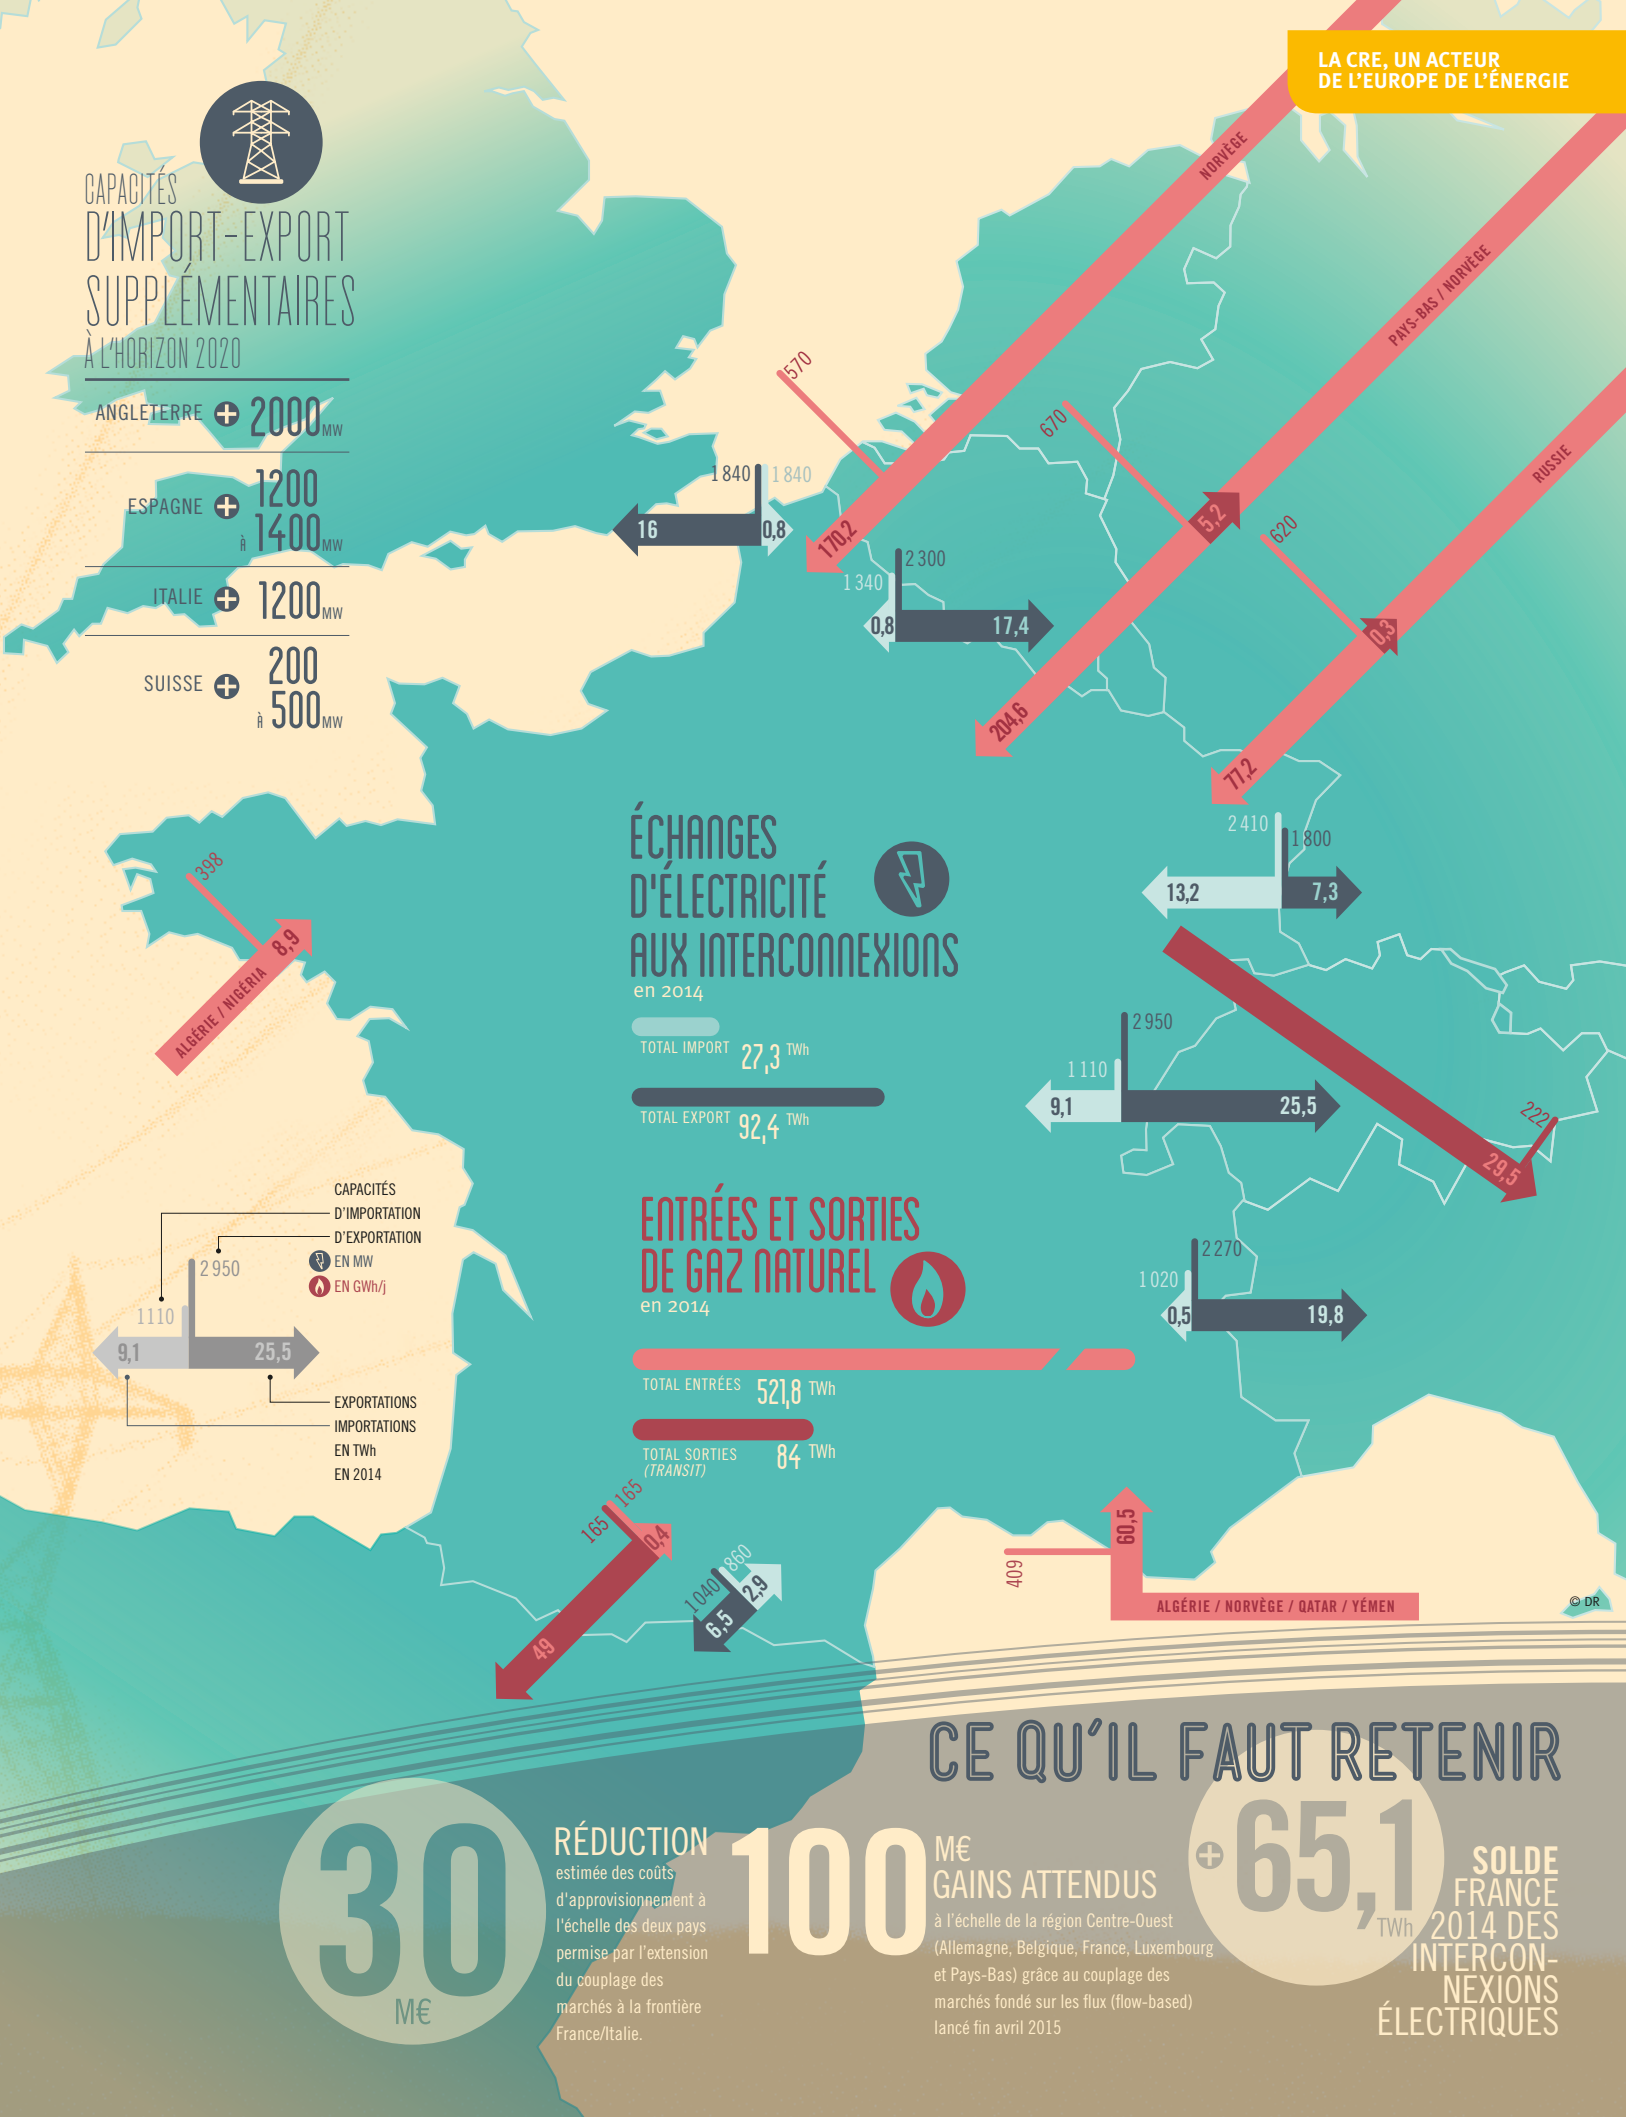 LA CRE, UN ACTEUR
DE L'EUROPE DE L'ÉNERGIE
CAPACITÉS
D'IMPORT-EXPORT
SUPPLÉMENTAIRES
À L'HORIZON 2020
ANGLETERRE + 2000 MW
ESPAGNE + 1200
À 1400 MW
ITALIE + 1200 MW
SUISSE + 200
À 500 MW
NORVÈGE
570
170,2
PAYS-BAS / NORVÈGE
670
5,2
204,6
RUSSIE
620
0,3
77,2
1 840
1 840
16
0,8
2 300
1 340
0,8
17,4
2 410
1 800
13,2
7,3
398
8,9
ALGÉRIE / NIGÉRIA
ÉCHANGES
D'ÉLECTRICITÉ
AUX INTERCONNEXIONS
en 2014
TOTAL IMPORT 27,3 TWh
TOTAL EXPORT 92,4 TWh
2 950
1 110
9,1
25,5
222
29,5
ENTRÉES ET SORTIES
DE GAZ NATUREL
en 2014
TOTAL ENTRÉES 521,8 TWh
TOTAL SORTIES 84 TWh
(TRANSIT)
2 270
1 020
0,5
19,8
CAPACITÉS
D'IMPORTATION
D'EXPORTATION
EN MW
EN GWh/j
2 950
1110
9,1
25,5
EXPORTATIONS
IMPORTATIONS
EN TWh
EN 2014
165
165
0,4
49
1 040
860
2,9
6,5
60,5
409
ALGÉRIE / NORVÈGE / QATAR / YÉMEN
© DR
CE QU'IL FAUT RETENIR
30
M€
RÉDUCTION
estimée des coûts
d'approvisionnement à
l'échelle des deux pays
permise par l'extension
du couplage des
marchés à la frontière
France/Italie.
100
M€
GAINS ATTENDUS
à l'échelle de la région Centre-Ouest
(Allemagne, Belgique, France, Luxembourg
et Pays-Bas) grâce au couplage des
marchés fondé sur les flux (flow-based)
lancé fin avril 2015
+ 65,1
TWh
SOLDE
FRANCE
2014 DES
INTERCON-
NEXIONS
ÉLECTRIQUES